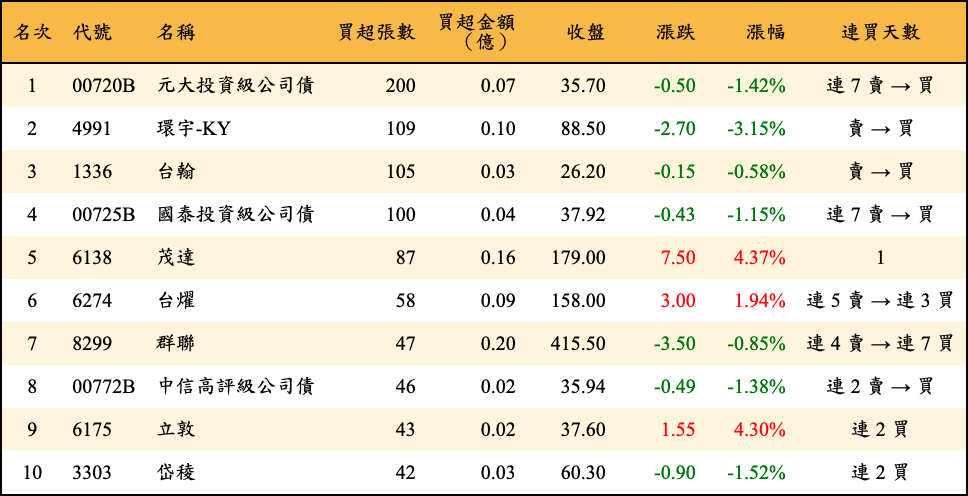 名次 代號 名稱 買超張數 買超金額（億） 收盤 漲跌 漲幅 連買天數
1 00720B 元大投資級公司債 200 0.07 35.70 -0.50 -1.42% 連 7 賣 → 買
2 4991 環宇-KY 109 0.10 88.50 -2.70 -3.15% 賣 → 買
3 1336 台翰 105 0.03 26.20 -0.15 -0.58% 賣 → 買
4 00725B 國泰投資級公司債 100 0.04 37.92 -0.43 -1.15% 連 7 賣 → 買
5 6138 茂達 87 0.16 179.00 7.50 4.37% 1
6 6274 台燿 58 0.09 158.00 3.00 1.94% 連 5 賣 → 連 3 買
7 8299 群聯 47 0.20 415.50 -3.50 -0.85% 連 4 賣 → 連 7 買
8 00772B 中信高評級公司債 46 0.02 35.94 -0.49 -1.38% 連 2 賣 → 買
9 6175 立敦 43 0.02 37.60 1.55 4.30% 連 2 買
10 3303 岱稜 42 0.03 60.30 -0.90 -1.52% 連 2 買